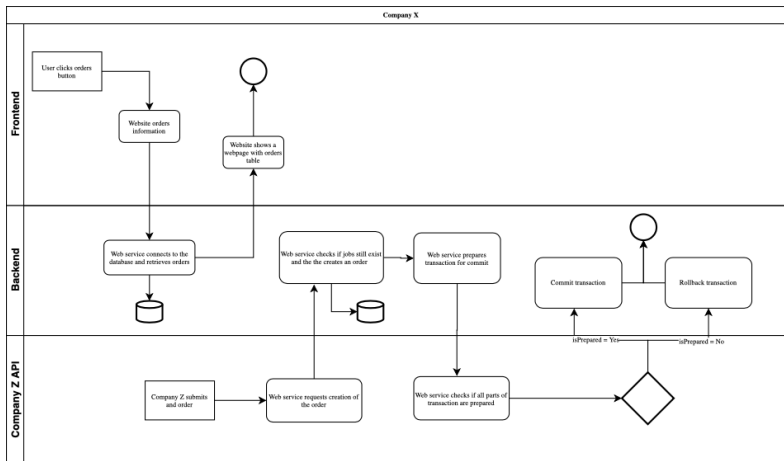 Company X
Frontend
User clicks orders
button
Website orders
information
Website shows a
webpage with orders
table
Backend
Web service connects to the
database and retrieves orders
Web service checks if jobs still exist
and the the creates an order
Web service prepares
transaction for commit
Commit transaction
Rollback transaction
isPrepared = Yes
isPrepared = No
Company Z API
Company Z submits
and order
Web service requests creation of
the order
Web service checks if all parts of
transaction are prepared